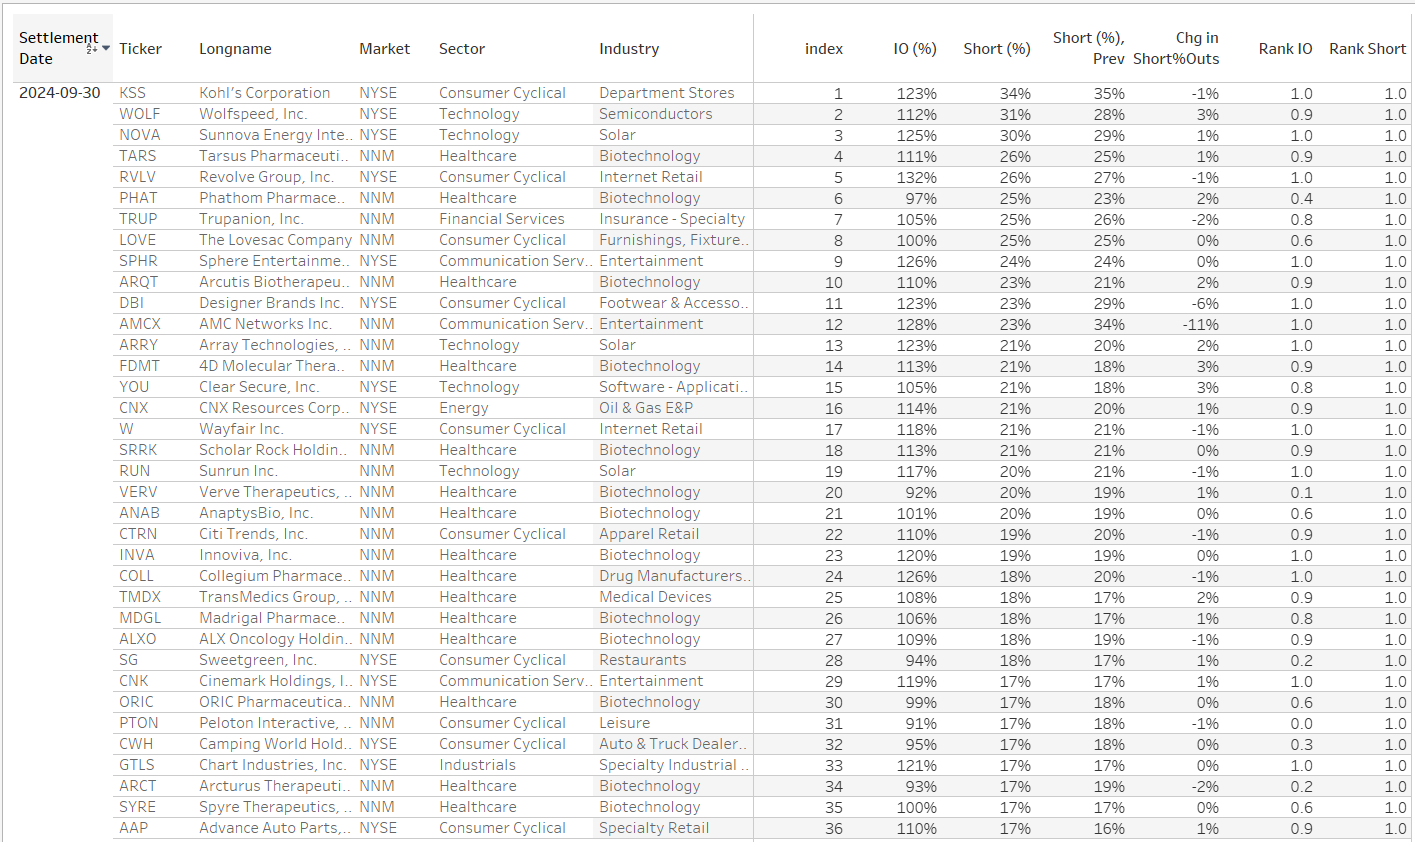 Settlement Date Ticker Longname Market Sector Industry index IO (%) Short (%) Short (%), Prev Chg in Short%Outs Rank IO Rank Short
2024-09-30 KSS Kohl's Corporation NYSE Consumer Cyclical Department Stores 1 123% 34% 35% -1% 1.0 1.0
WOLF Wolfspeed, Inc. NYSE Technology Semiconductors 2 112% 31% 28% 3% 0.9 1.0
NOVA Sunnova Energy Inte.. NYSE Technology Solar 3 125% 30% 29% 1% 1.0 1.0
TARS Tarsus Pharmaceuti.. NNM Healthcare Biotechnology 4 111% 26% 25% 1% 0.9 1.0
RVLV Revolve Group, Inc. NYSE Consumer Cyclical Internet Retail 5 132% 26% 27% -1% 1.0 1.0
PHAT Phathom Pharmace.. NNM Healthcare Biotechnology 6 97% 25% 23% 2% 0.4 1.0
TRUP Trupanion, Inc. NNM Financial Services Insurance - Specialty 7 105% 25% 26% -2% 0.8 1.0
LOVE The Lovesac Company NNM Consumer Cyclical Furnishings, Fixture.. 8 100% 25% 25% 0% 0.6 1.0
SPHR Sphere Entertainme.. NYSE Communication Serv.. Entertainment 9 126% 24% 24% 0% 1.0 1.0
ARQT Arcutis Biotherapeu.. NNM Healthcare Biotechnology 10 110% 23% 21% 2% 0.9 1.0
DBI Designer Brands Inc. NYSE Consumer Cyclical Footwear & Accesso.. 11 123% 23% 29% -6% 1.0 1.0
AMCX AMC Networks Inc. NNM Communication Serv.. Entertainment 12 128% 23% 34% -11% 1.0 1.0
ARRY Array Technologies, .. NNM Technology Solar 13 123% 21% 20% 2% 1.0 1.0
FDMT 4D Molecular Thera.. NNM Healthcare Biotechnology 14 113% 21% 18% 3% 0.9 1.0
YOU Clear Secure, Inc. NYSE Technology Software - Applicati.. 15 105% 21% 18% 3% 0.8 1.0
CNX CNX Resources Corp.. NYSE Energy Oil & Gas E&P 16 114% 21% 20% 1% 0.9 1.0
W Wayfair Inc. NYSE Consumer Cyclical Internet Retail 17 118% 21% 21% -1% 1.0 1.0
SRRK Scholar Rock Holdin.. NNM Healthcare Biotechnology 18 113% 21% 21% 0% 0.9 1.0
RUN Sunrun Inc. NNM Technology Solar 19 117% 20% 21% -1% 1.0 1.0
VERV Verve Therapeutics, .. NNM Healthcare Biotechnology 20 92% 20% 19% 1% 0.1 1.0
ANAB AnaptysBio, Inc. NNM Healthcare Biotechnology 21 101% 20% 19% 0% 0.6 1.0
CTRN Citi Trends, Inc. NNM Consumer Cyclical Apparel Retail 22 110% 19% 20% -1% 0.9 1.0
INVA Innoviva, Inc. NNM Healthcare Biotechnology 23 120% 19% 19% 0% 1.0 1.0
COLL Collegium Pharmace.. NNM Healthcare Drug Manufacturers.. 24 126% 18% 20% -1% 1.0 1.0
TMDX TransMedics Group, .. NNM Healthcare Medical Devices 25 108% 18% 17% 2% 0.9 1.0
MDGL Madrigal Pharmace.. NNM Healthcare Biotechnology 26 106% 18% 17% 1% 0.8 1.0
ALXO ALX Oncology Holdin.. NNM Healthcare Biotechnology 27 109% 18% 19% -1% 0.9 1.0
SG Sweetgreen, Inc. NYSE Consumer Cyclical Restaurants 28 94% 18% 17% 1% 0.2 1.0
CNK Cinemark Holdings, I.. NYSE Communication Serv.. Entertainment 29 119% 17% 17% 1% 1.0 1.0
ORIC ORIC Pharmaceutica.. NNM Healthcare Biotechnology 30 99% 17% 18% 0% 0.6 1.0
PTON Peloton Interactive, .. NNM Consumer Cyclical Leisure 31 91% 17% 18% -1% 0.0 1.0
CWH Camping World Hold.. NYSE Consumer Cyclical Auto & Truck Dealer.. 32 95% 17% 18% 0% 0.3 1.0
GTLS Chart Industries, Inc. NYSE Industrials Specialty Industrial .. 33 121% 17% 17% 0% 1.0 1.0
ARCT Arcturus Therapeuti.. NNM Healthcare Biotechnology 34 93% 17% 19% -2% 0.2 1.0
SYRE Spyre Therapeutics, .. NNM Healthcare Biotechnology 35 100% 17% 17% 0% 0.6 1.0
AAP Advance Auto Parts,.. NYSE Consumer Cyclical Specialty Retail 36 110% 17% 16% 1% 0.9 1.0